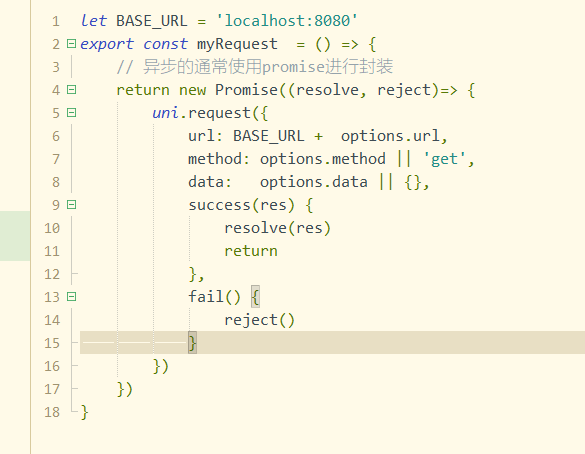 1 let BASE_URL = 'localhost:8080'
2 export const myRequest  = () => {
3     // 异步的通常使用promise进行封装
4     return new Promise((resolve, reject)=> {
5         uni.request({
6             url: BASE_URL +  options.url,
7             method: options.method || 'get',
8             data:   options.data || {},
9             success(res) {
10                 resolve(res)
11                 return
12             },
13             fail() {
14                 reject()
15             }
16         })
17     })
18 }